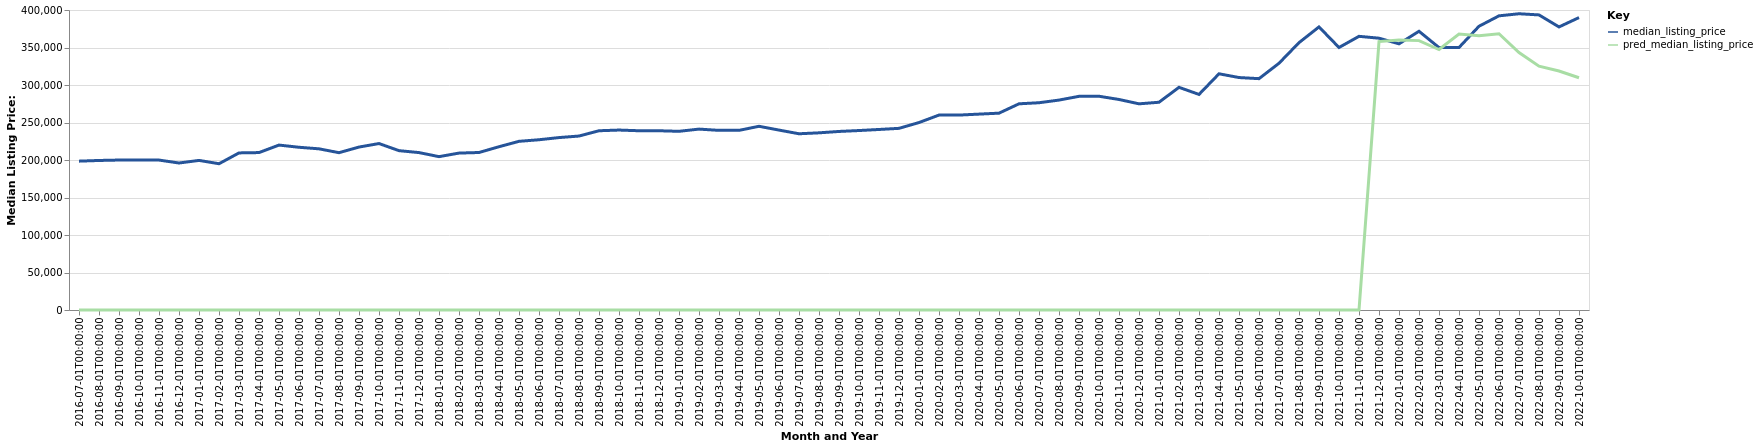 400,000
350,000
300,000
250,000
200,000
150,000
100,000
50,000
0
Median Listing Price:
2016-07-01T00:00:00
2016-08-01T00:00:00
2016-09-01T00:00:00
2016-10-01T00:00:00
2016-11-01T00:00:00
2016-12-01T00:00:00
2017-01-01T00:00:00
2017-02-01T00:00:00
2017-03-01T00:00:00
2017-04-01T00:00:00
2017-05-01T00:00:00
2017-06-01T00:00:00
2017-07-01T00:00:00
2017-08-01T00:00:00
2017-09-01T00:00:00
2017-10-01T00:00:00
2017-11-01T00:00:00
2017-12-01T00:00:00
2018-01-01T00:00:00
2018-02-01T00:00:00
2018-03-01T00:00:00
2018-04-01T00:00:00
2018-05-01T00:00:00
2018-06-01T00:00:00
2018-07-01T00:00:00
2018-08-01T00:00:00
2018-09-01T00:00:00
2018-10-01T00:00:00
2018-11-01T00:00:00
2018-12-01T00:00:00
2019-01-01T00:00:00
2019-02-01T00:00:00
2019-03-01T00:00:00
2019-04-01T00:00:00
2019-05-01T00:00:00
2019-06-01T00:00:00
2019-07-01T00:00:00
2019-08-01T00:00:00
2019-09-01T00:00:00
2019-10-01T00:00:00
2019-11-01T00:00:00
2019-12-01T00:00:00
2020-01-01T00:00:00
2020-02-01T00:00:00
2020-03-01T00:00:00
2020-04-01T00:00:00
2020-05-01T00:00:00
2020-06-01T00:00:00
2020-07-01T00:00:00
2020-08-01T00:00:00
2020-09-01T00:00:00
2020-10-01T00:00:00
2020-11-01T00:00:00
2020-12-01T00:00:00
2021-01-01T00:00:00
2021-02-01T00:00:00
2021-03-01T00:00:00
2021-04-01T00:00:00
2021-05-01T00:00:00
2021-06-01T00:00:00
2021-07-01T00:00:00
2021-08-01T00:00:00
2021-09-01T00:00:00
2021-10-01T00:00:00
2021-11-01T00:00:00
2021-12-01T00:00:00
2022-01-01T00:00:00
2022-02-01T00:00:00
2022-03-01T00:00:00
2022-04-01T00:00:00
2022-05-01T00:00:00
2022-06-01T00:00:00
2022-07-01T00:00:00
2022-08-01T00:00:00
2022-09-01T00:00:00
2022-10-01T00:00:00
Month and Year
Key
median_listing_price
pred_median_listing_price